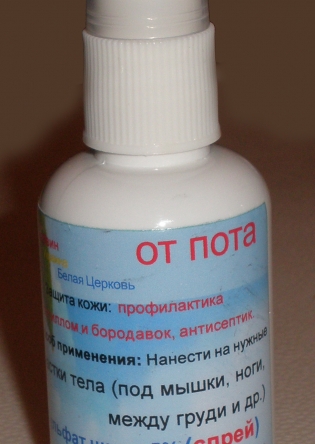 от пота
Белая Церковь
защита кожи: профилактика
и бородавок, антисептик.
применения: Нанести на нужные
тела (под мышки, ноги,
между груди и др.)
(спрей)